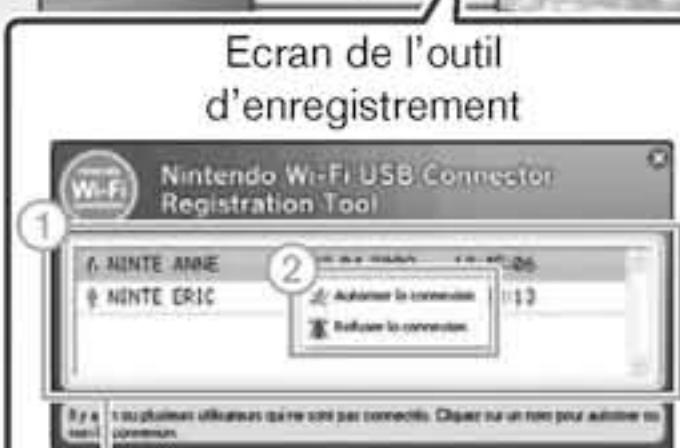 Ecran de l'outil
d'enregistrement
Wi-Fi
Nintendo Wi-Fi USB Connector
Registration Tool
1
NINTE ANNE
2
NINTE ERIC :13
Autoriser la connexion
Refuser la connexion
Il y a un ou plusieurs utilisateurs qui ne sont pas connectés. Cliquez sur un nom pour autoriser ou
connexion.